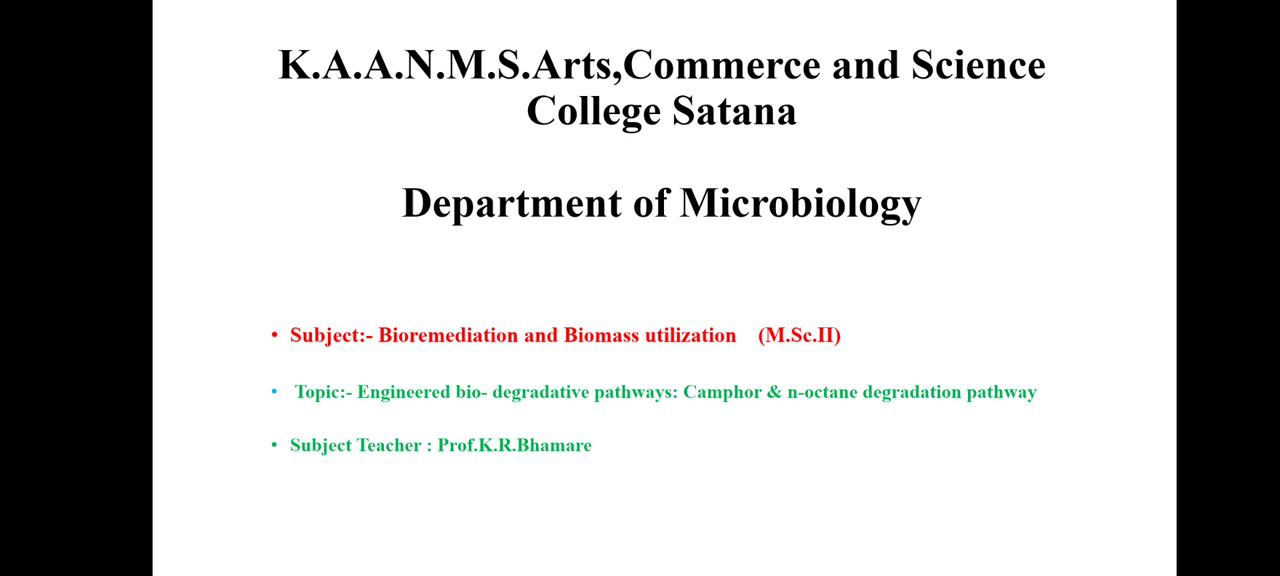 K.A.A.N.M.S.Arts,Commerce and Science
College Satana
Department of Microbiology
• Subject:- Bioremediation and Biomass utilization (M.Sc.II)
• Topic:- Engineered bio- degradative pathways: Camphor & n-octane degradation pathway
• Subject Teacher : Prof.K.R.Bhamare